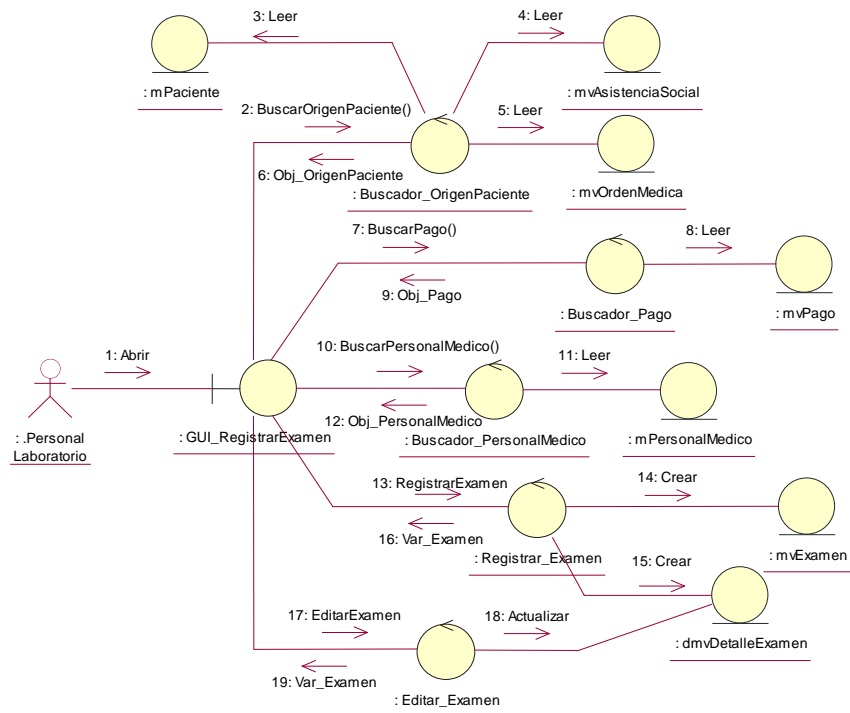 3: Leer
4: Leer
: mPaciente
: mvAsistenciaSocial
2: BuscarOrigenPaciente()
5: Leer
6: Obj_OrigenPaciente
: Buscador_OrigenPaciente
: mvOrdenMedica
7: BuscarPago()
8: Leer
9: Obj_Pago
: Buscador_Pago
: mvPago
1: Abrir
10: BuscarPersonalMedico()
11: Leer
12: Obj_PersonalMedico
: .Personal
Laboratorio
: GUI_RegistrarExamen
: Buscador_PersonalMedico
: mPersonalMedico
13: RegistrarExamen
14: Crear
16: Var_Examen
: Registrar_Examen
: mvExamen
15: Crear
17: EditarExamen
18: Actualizar
: dmvDetalleExamen
19: Var_Examen
: Editar_Examen